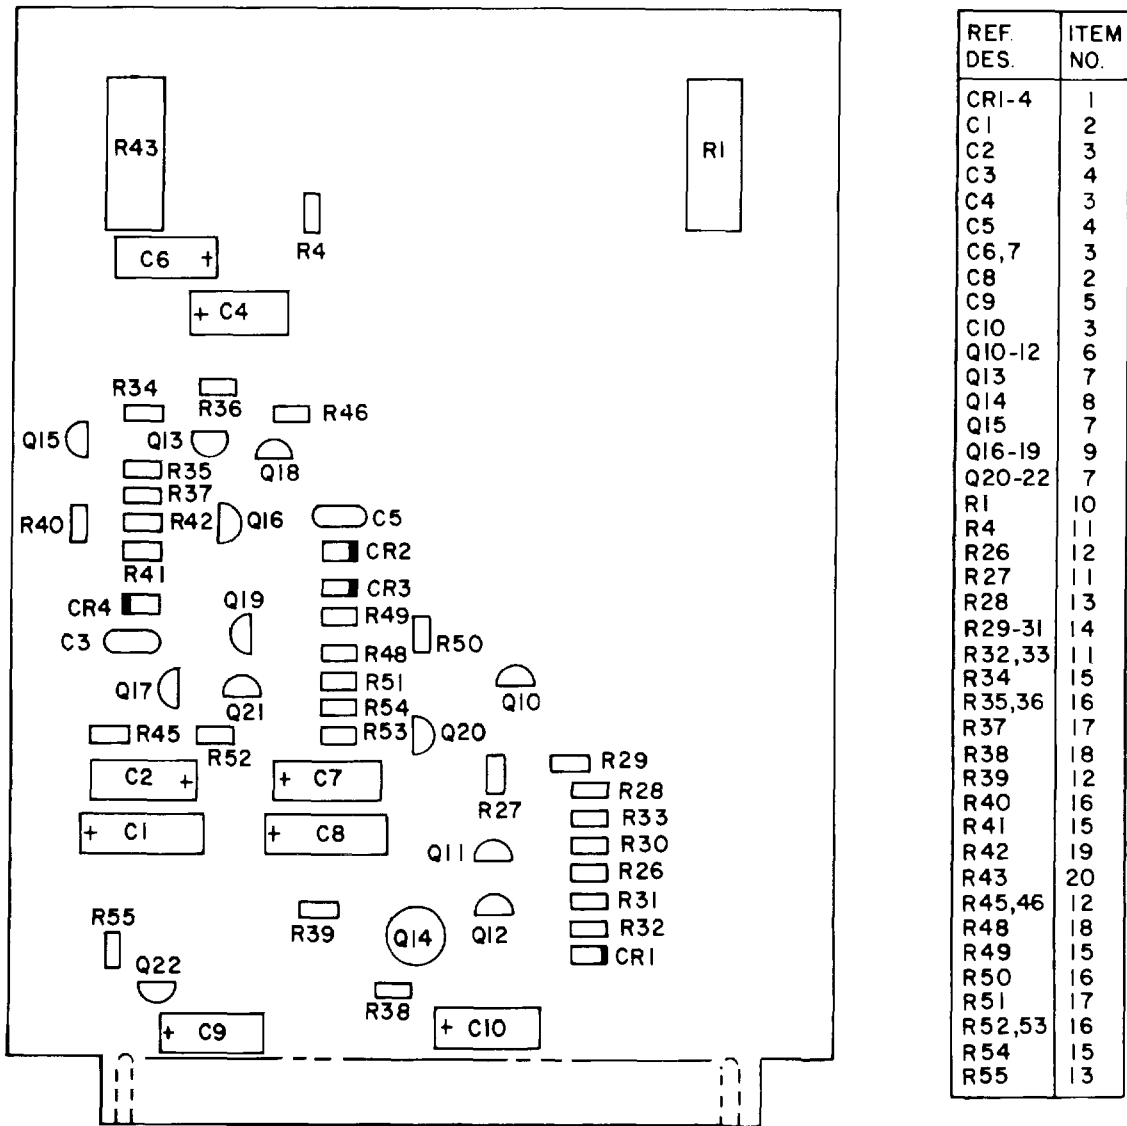 R43
R1
R4
C6 +
+ C4
R34
R36
R46
Q15
Q13
Q18
R35
R37
R40
R42
Q16
C5
R41
CR2
CR3
CR4
Q19
R49
C3
R50
R48
Q17
Q21
R51
Q10
R54
R45
R52
R53
Q20
R29
C2 +
+ C7
R27
R28
R33
+ C1
+ C8
Q11
R30
R26
R31
R55
R39
Q14
Q12
R32
CR1
Q22
R38
+ C9
+ C10
REF. DES. ITEM NO.
CR1-4 1
C1 2
C2 3
C3 4
C4 3
C5 4
C6,7 3
C8 2
C9 5
C10 3
Q10-12 6
Q13 7
Q14 8
Q15 7
Q16-19 9
Q20-22 7
R1 10
R4 11
R26 12
R27 11
R28 13
R29-31 14
R32,33 11
R34 15
R35,36 16
R37 17
R38 18
R39 12
R40 16
R41 15
R42 19
R43 20
R45,46 12
R48 18
R49 15
R50 16
R51 17
R52,53 16
R54 15
R55 13